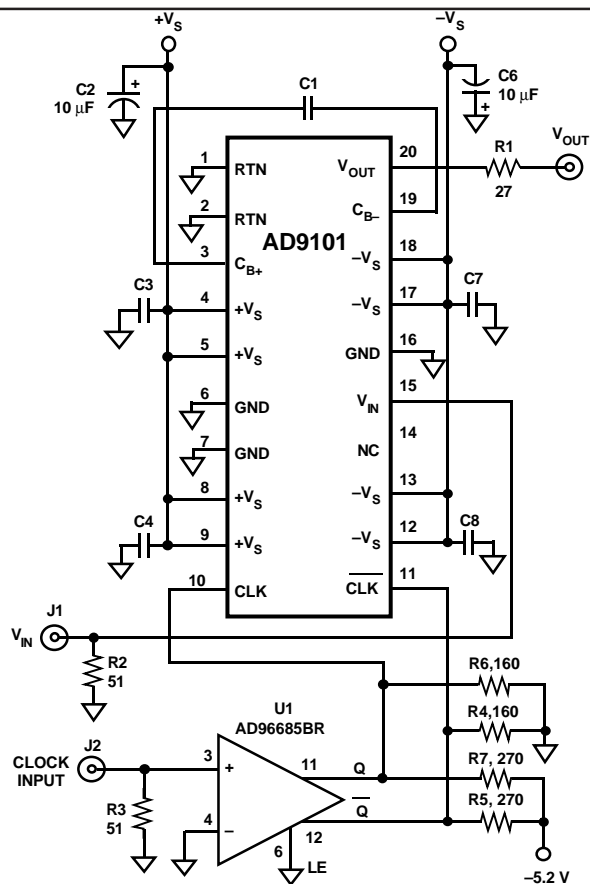 +VS
–VS
C2
10 μF
+
C1
C6
10 μF
+
AD9101
1
RTN
2
RTN
3
CB+
C3
4
+VS
5
+VS
6
GND
7
GND
8
+VS
C4
9
+VS
10
CLK
20
VOUT
R1
27
VOUT
19
CB–
18
–VS
17
–VS
C7
16
GND
15
VIN
14
NC
13
–VS
12
–VS
C8
11
CLK
J1
VIN
R2
51
R6,160
R4,160
R7, 270
R5, 270
–5.2 V
U1
AD96685BR
J2
CLOCK
INPUT
R3
51
3
+
4
–
11
Q
Q
12
6
LE